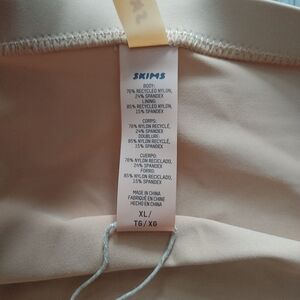 SKIMS
BODY:
76% RECYCLED NYLON,
24% SPANDEX
LINING:
85% RECYCLED NYLON,
15% SPANDEX
CORPS:
76% NYLON RECYCLÉ,
24% SPANDEX
DOUBLURE:
85% NYLON RECYCLÉ,
15% SPANDEX
CUERPO:
76% NYLON RECICLADO,
24% SPANDEX
FORRO:
85% NYLON RECICLADO,
15% SPANDEX
MADE IN CHINA
FABRIQUÉ EN CHINE
HECHO EN CHINA
XL/
TG/XG